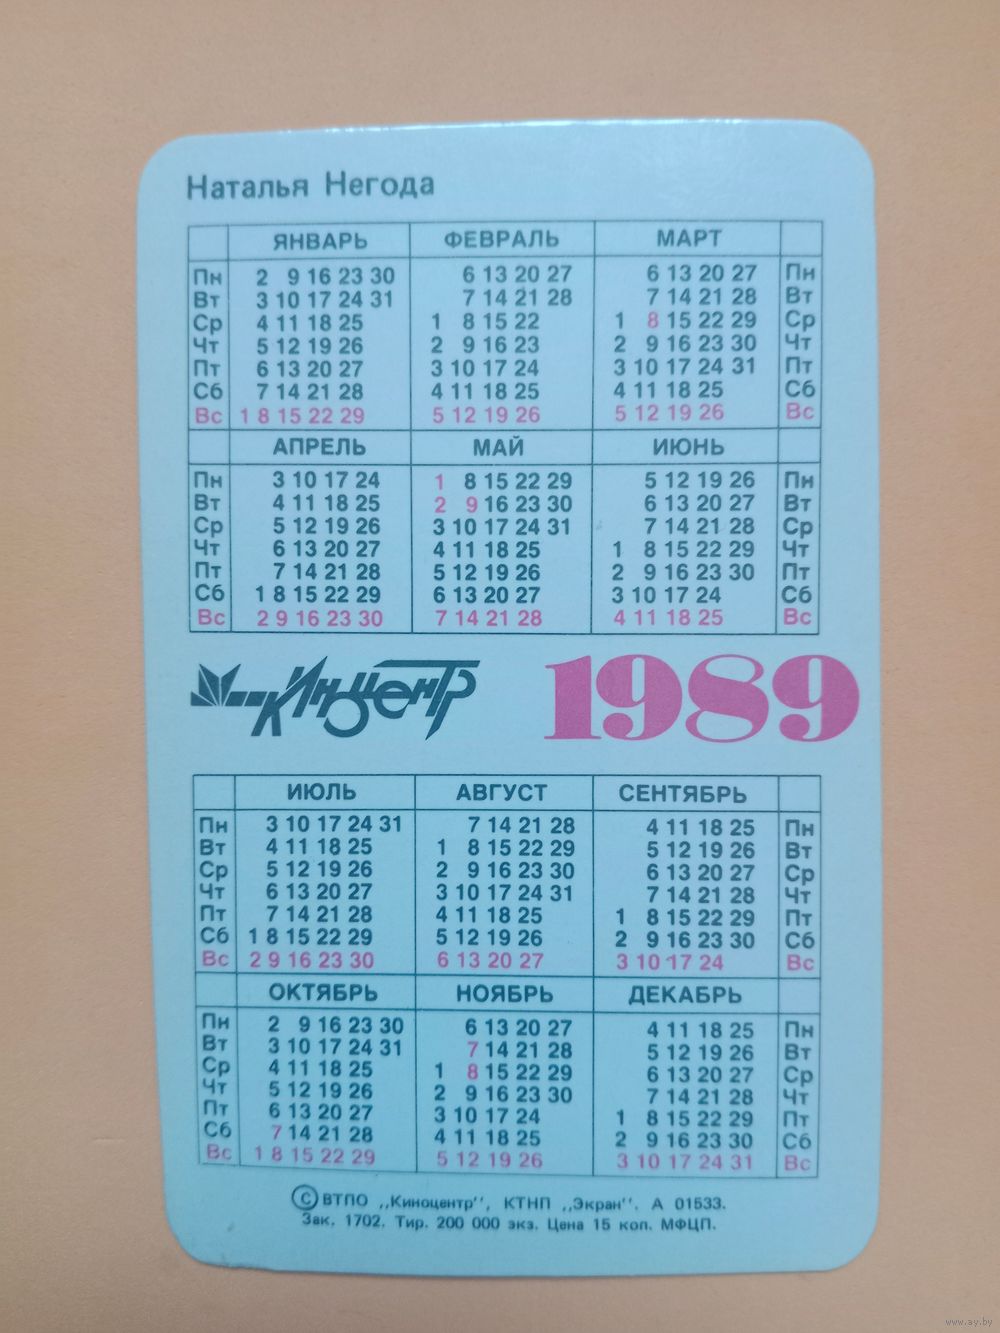 Наталья Негода
ЯНВАРЬ ФЕВРАЛЬ МАРТ
Пн 2 9 16 23 30 6 13 20 27 6 13 20 27 Пн
Вт 3 10 17 24 31 7 14 21 28 7 14 21 28 Вт
Ср 4 11 18 25 1 8 15 22 1 8 15 22 29 Ср
Чт 5 12 19 26 2 9 16 23 2 9 16 23 30 Чт
Пт 6 13 20 27 3 10 17 24 3 10 17 24 31 Пт
Сб 7 14 21 28 4 11 18 25 4 11 18 25 Сб
Вс 1 8 15 22 29 5 12 19 26 5 12 19 26 Вс
АПРЕЛЬ МАЙ ИЮНЬ
Пн 3 10 17 24 1 8 15 22 29 5 12 19 26 Пн
Вт 4 11 18 25 2 9 16 23 30 6 13 20 27 Вт
Ср 5 12 19 26 3 10 17 24 31 7 14 21 28 Ср
Чт 6 13 20 27 4 11 18 25 1 8 15 22 29 Чт
Пт 7 14 21 28 5 12 19 26 2 9 16 23 30 Пт
Сб 1 8 15 22 29 6 13 20 27 3 10 17 24 Сб
Вс 2 9 16 23 30 7 14 21 28 4 11 18 25 Вс
Киноцентр 1989
ИЮЛЬ АВГУСТ СЕНТЯБРЬ
Пн 3 10 17 24 31 7 14 21 28 4 11 18 25 Пн
Вт 4 11 18 25 1 8 15 22 29 5 12 19 26 Вт
Ср 5 12 19 26 2 9 16 23 30 6 13 20 27 Ср
Чт 6 13 20 27 3 10 17 24 31 7 14 21 28 Чт
Пт 7 14 21 28 4 11 18 25 1 8 15 22 29 Пт
Сб 1 8 15 22 29 5 12 19 26 2 9 16 23 30 Сб
Вс 2 9 16 23 30 6 13 20 27 3 10 17 24 Вс
ОКТЯБРЬ НОЯБРЬ ДЕКАБРЬ
Пн 2 9 16 23 30 6 13 20 27 4 11 18 25 Пн
Вт 3 10 17 24 31 7 14 21 28 5 12 19 26 Вт
Ср 4 11 18 25 1 8 15 22 29 6 13 20 27 Ср
Чт 5 12 19 26 2 9 16 23 30 7 14 21 28 Чт
Пт 6 13 20 27 3 10 17 24 1 8 15 22 29 Пт
Сб 7 14 21 28 4 11 18 25 2 9 16 23 30 Сб
Вс 1 8 15 22 29 5 12 19 26 3 10 17 24 31 Вс
© ВТПО ,,Киноцентр'', КТНП ,,Экран''. А 01533.
Зак. 1702. Тир. 200 000 экз. Цена 15 коп. МФЦП.
www.ay.by